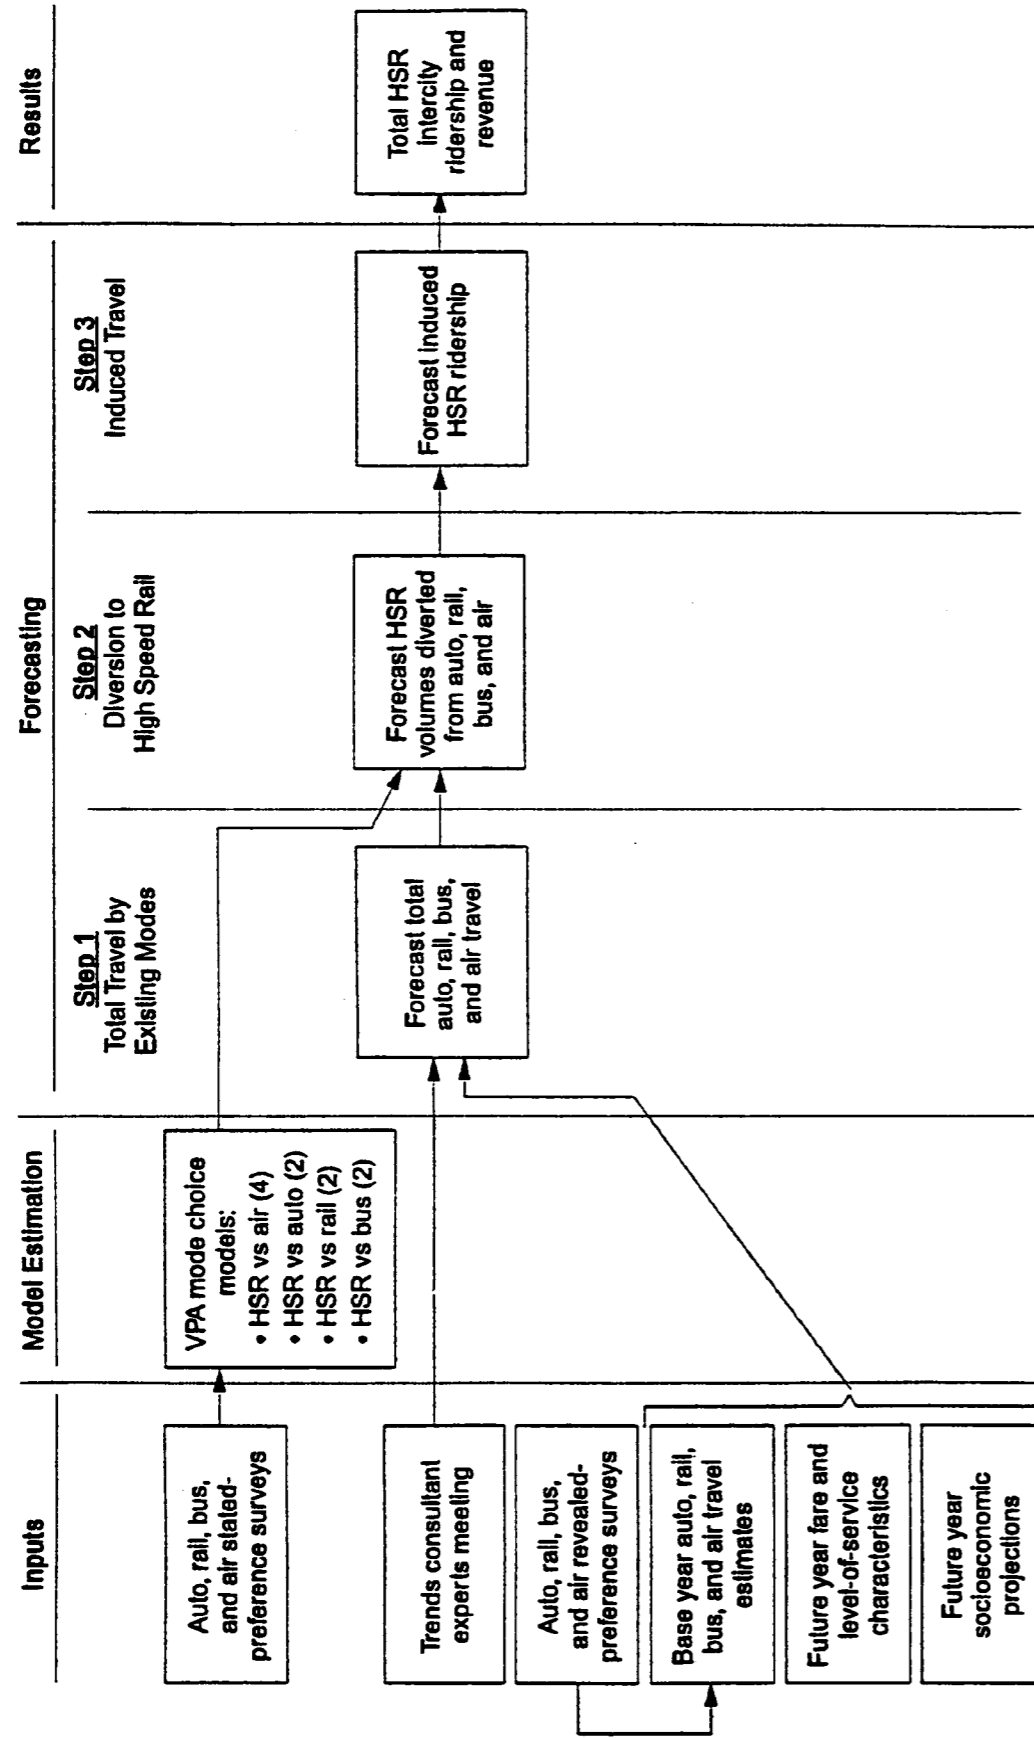 Inputs
Model Estimation
Forecasting
Results
Step 1
Total Travel by
Existing Modes
Step 2
Diversion to
High Speed Rail
Step 3
Induced Travel
Auto, rail, bus,
and air stated-
preference surveys
VPA mode choice
models:
• HSR vs air (4)
• HSR vs auto (2)
• HSR vs rail (2)
• HSR vs bus (2)
Trends consultant
experts meeting
Forecast total
auto, rail, bus,
and air travel
Forecast HSR
volumes diverted
from auto, rail,
bus, and air
Forecast induced
HSR ridership
Total HSR
intercity
ridership and
revenue
Auto, rail, bus,
and air revealed-
preference surveys
Base year auto, rail,
bus, and air travel
estimates
Future year fare and
level-of-service
characteristics
Future year
socioeconomic
projections